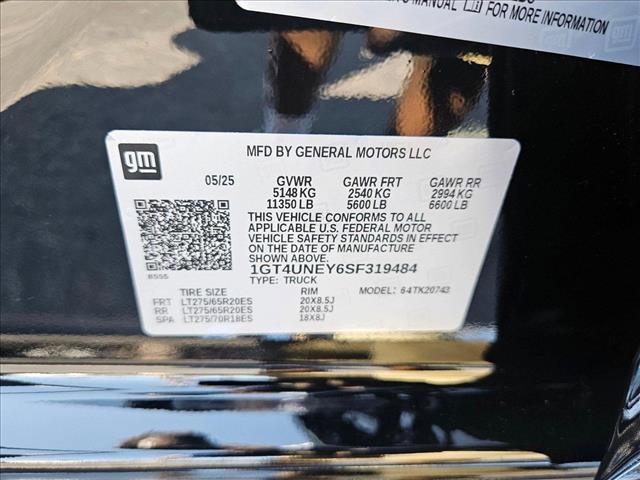 'S MANUAL FOR MORE INFORMATION
gm
MFD BY GENERAL MOTORS LLC
05/25 GVWR GAWR FRT GAWR RR
5148 KG 2540 KG 2994 KG
11350 LB 5600 LB 6600 LB
THIS VEHICLE CONFORMS TO ALL
APPLICABLE U.S. FEDERAL MOTOR
VEHICLE SAFETY STANDARDS IN EFFECT
ON THE DATE OF MANUFACTURE
SHOWN ABOVE.
1GT4UNEY6SF319484
TYPE: TRUCK
BSS5
MODEL: 64TK20743
TIRE SIZE RIM
FRT LT275/65R20ES 20X8.5J
RR LT275/65R20ES 20X8.5J
SPA LT275/70R18ES 18X8J